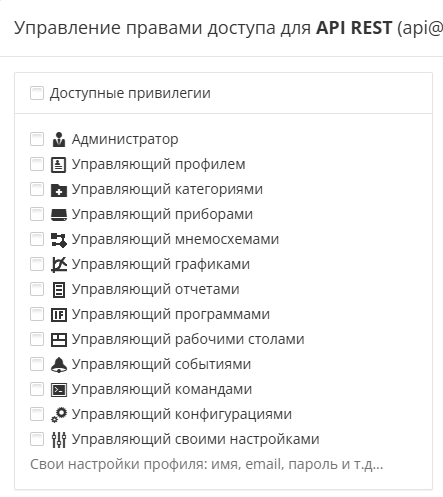 Управление правами доступа для API REST (api@
Доступные привилегии
Администратор
Управляющий профилем
Управляющий категориями
Управляющий приборами
Управляющий мнемосхемами
Управляющий графиками
Управляющий отчетами
IF Управляющий программами
Управляющий рабочими столами
Управляющий событиями
Управляющий командами
Управляющий конфигурациями
Управляющий своими настройками
Свои настройки профиля: имя, email, пароль и т.д...